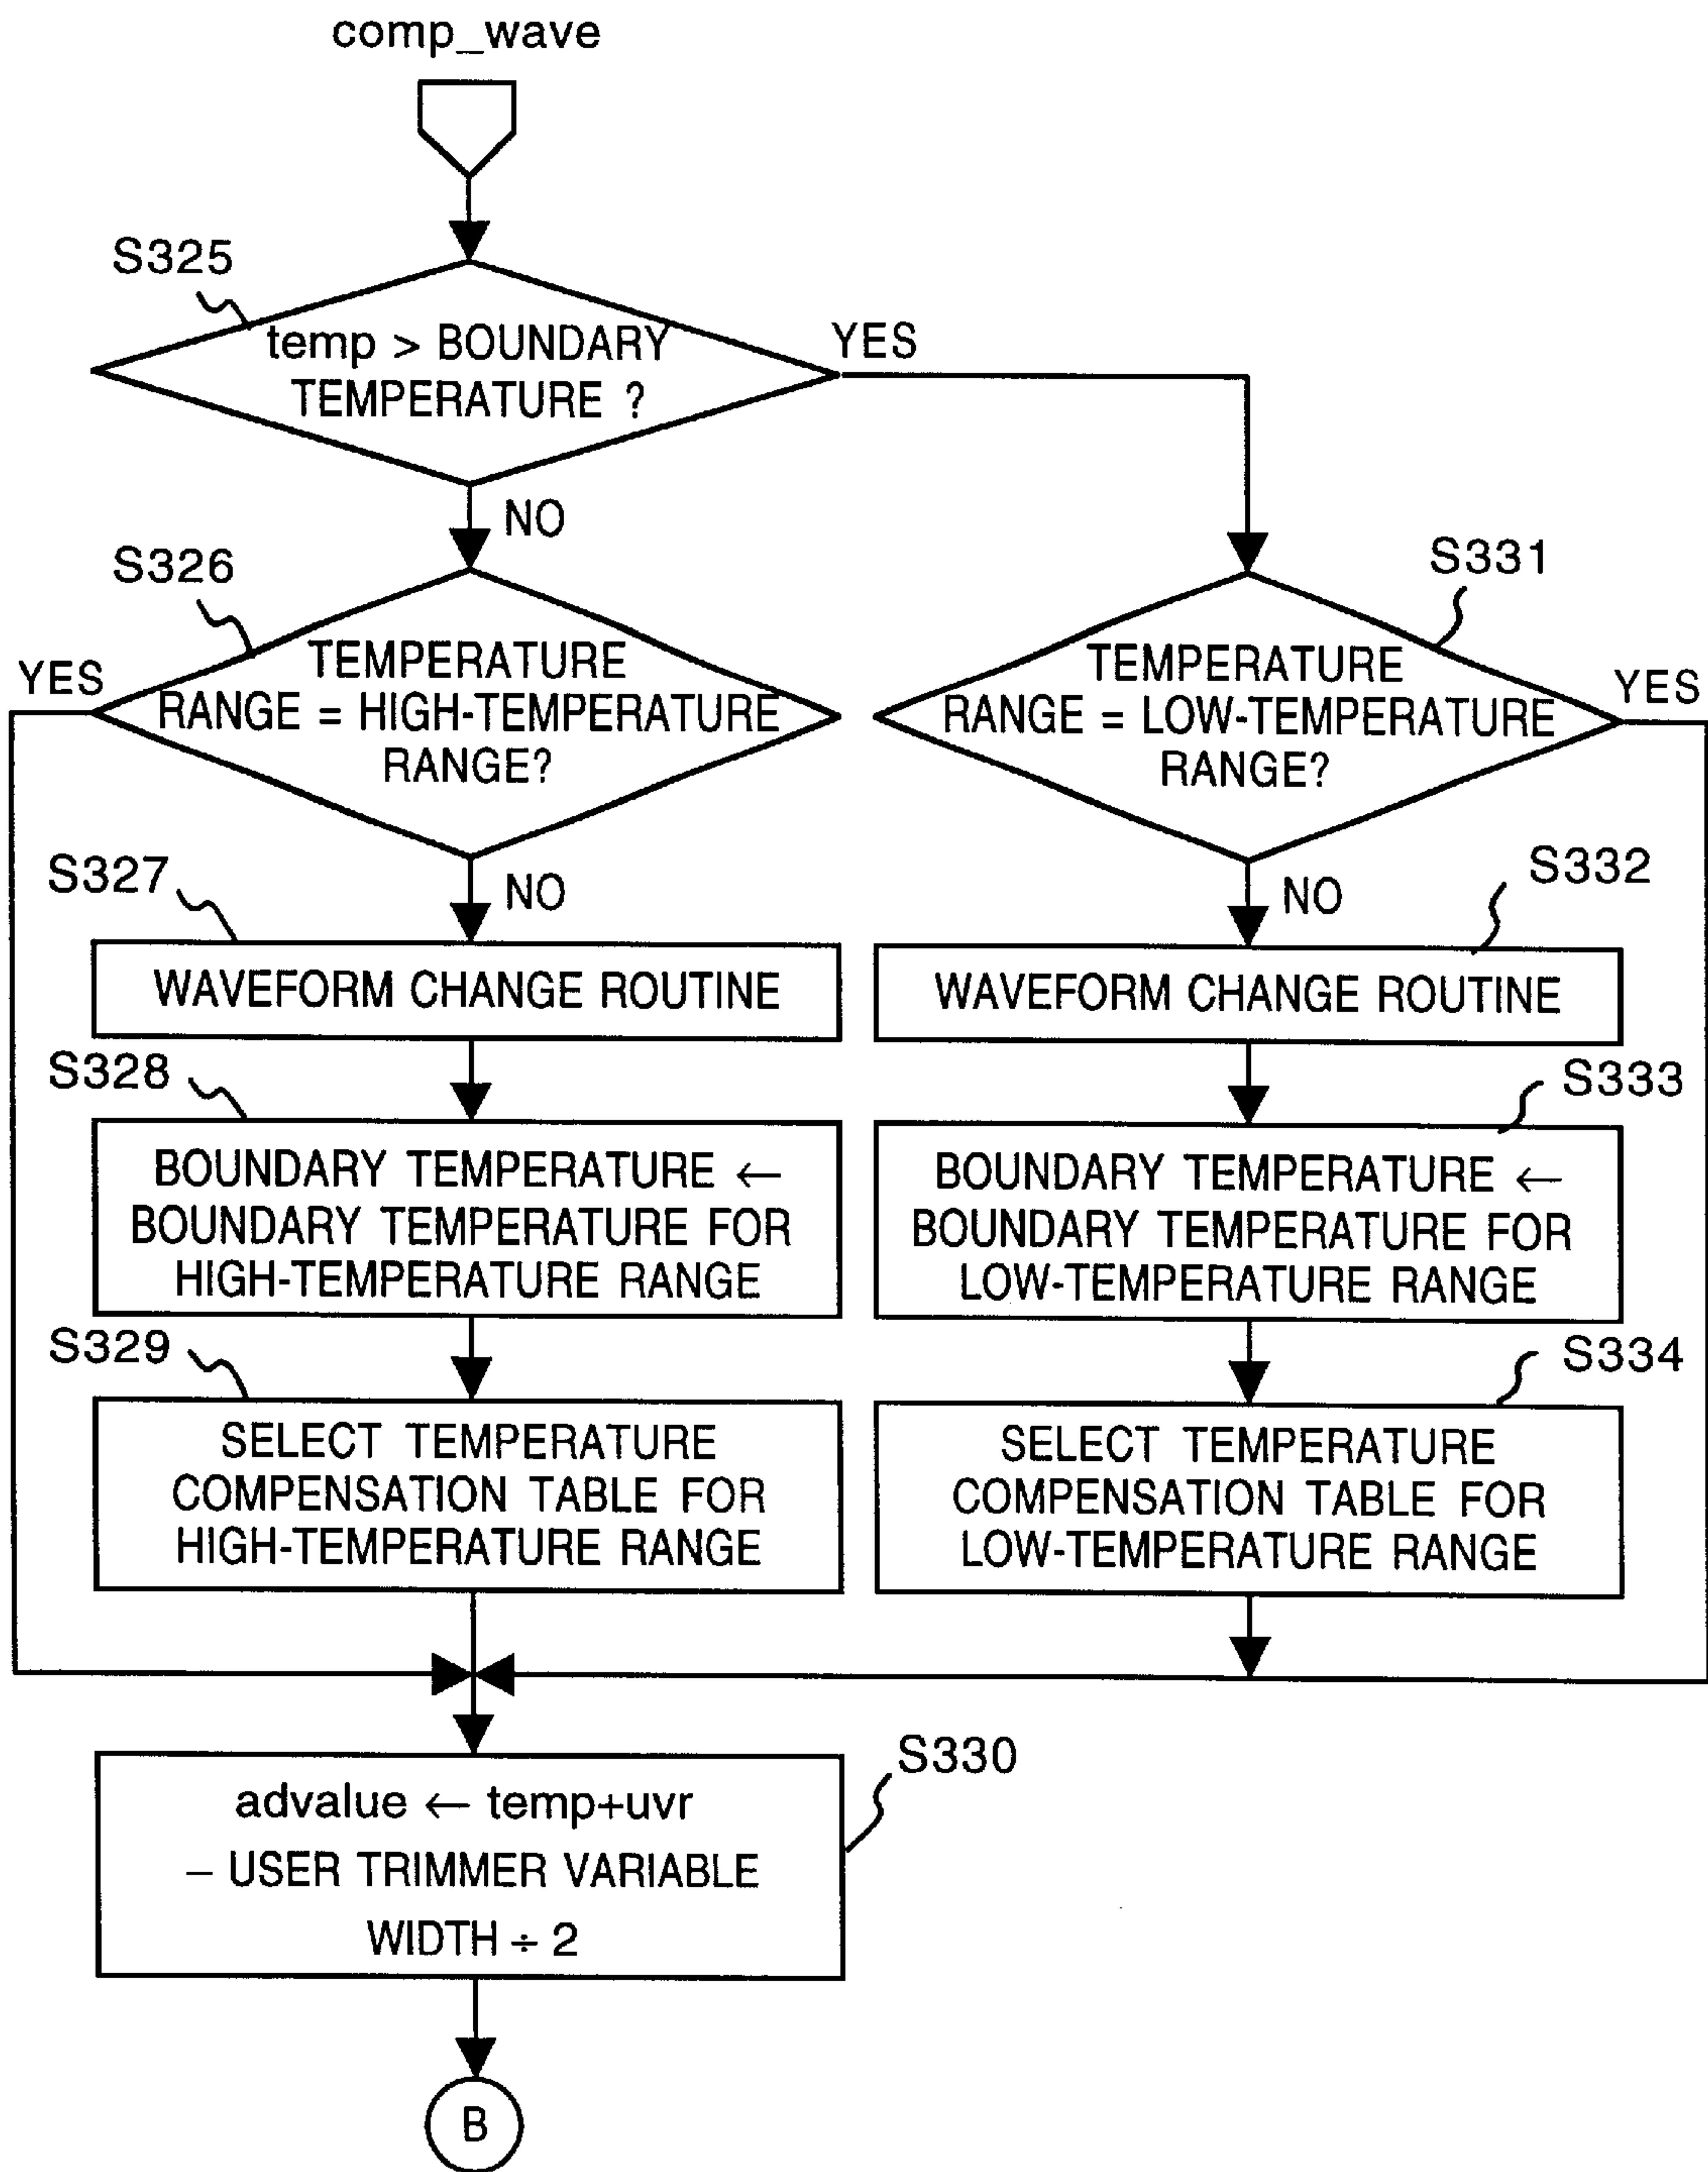 comp_wave
S325
temp > BOUNDARY
TEMPERATURE ?
YES
NO
S326
YES
TEMPERATURE
RANGE = HIGH-TEMPERATURE
RANGE?
NO
S331
TEMPERATURE
RANGE = LOW-TEMPERATURE
RANGE?
YES
NO
S327
WAVEFORM CHANGE ROUTINE
S332
WAVEFORM CHANGE ROUTINE
S328
BOUNDARY TEMPERATURE ←
BOUNDARY TEMPERATURE FOR
HIGH-TEMPERATURE RANGE
S333
BOUNDARY TEMPERATURE ←
BOUNDARY TEMPERATURE FOR
LOW-TEMPERATURE RANGE
S329
SELECT TEMPERATURE
COMPENSATION TABLE FOR
HIGH-TEMPERATURE RANGE
S334
SELECT TEMPERATURE
COMPENSATION TABLE FOR
LOW-TEMPERATURE RANGE
S330
advalue ← temp+uvr
– USER TRIMMER VARIABLE
WIDTH ÷ 2
B